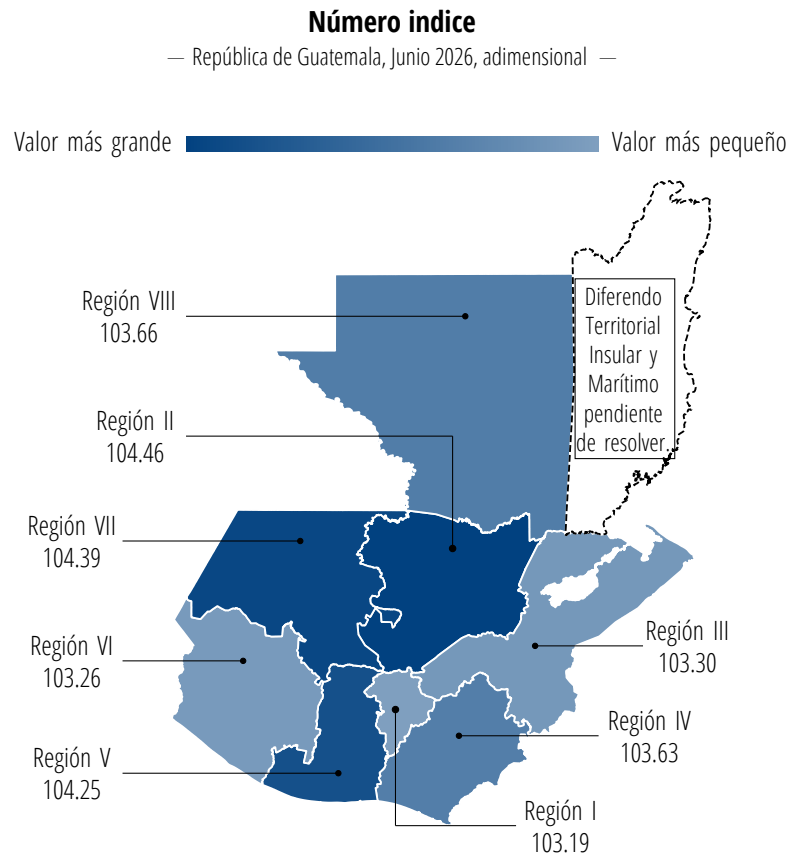 Número indice
— República de Guatemala, Junio 2026, adimensional —
Valor más grande
Valor más pequeño
Diferendo
Territorial
Insular y
Marítimo
pendiente
de resolver.
Región VIII
103.66
Región II
104.46
Región VII
104.39
Región VI
103.26
Región III
103.30
Región IV
103.63
Región V
104.25
Región I
103.19